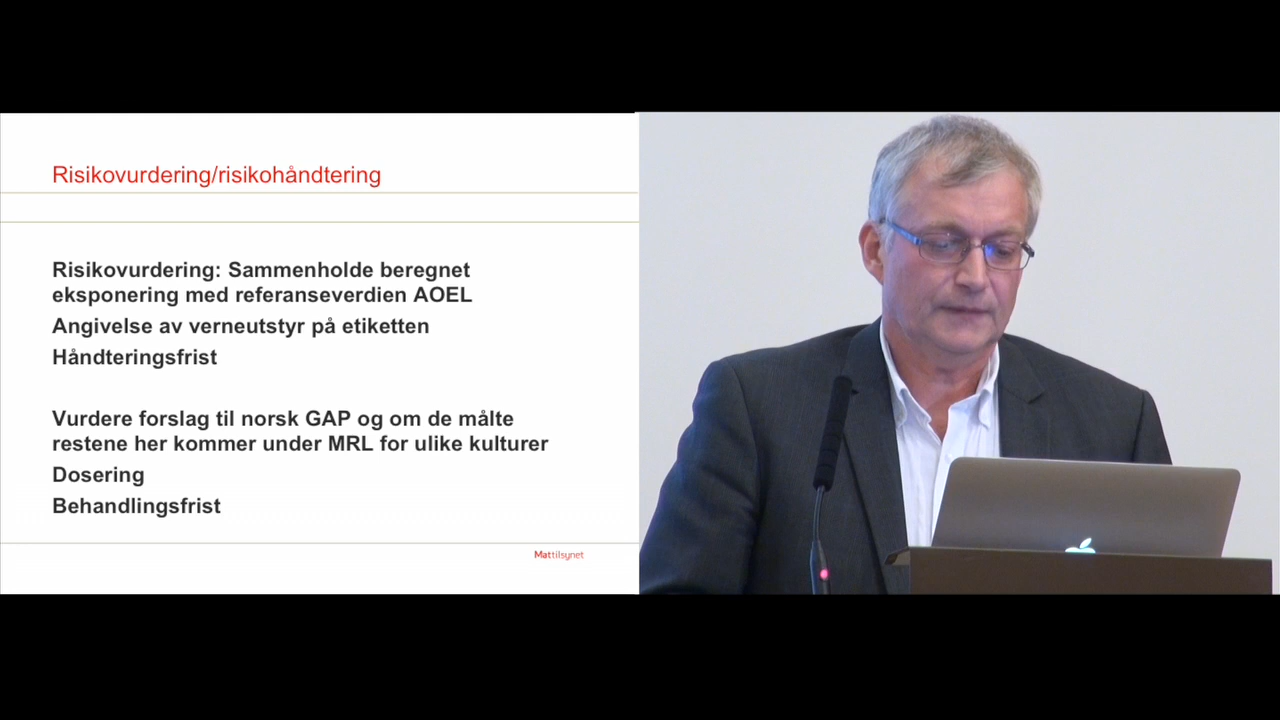 Risikovurdering/risikohåndtering
Risikovurdering: Sammenholde beregnet
eksponering med referanseverdien AOEL
Angivelse av verneutstyr på etiketten
Håndteringsfrist
Vurdere forslag til norsk GAP og om de målte
restene her kommer under MRL for ulike kulturer
Dosering
Behandlingsfrist
Mattilsynet